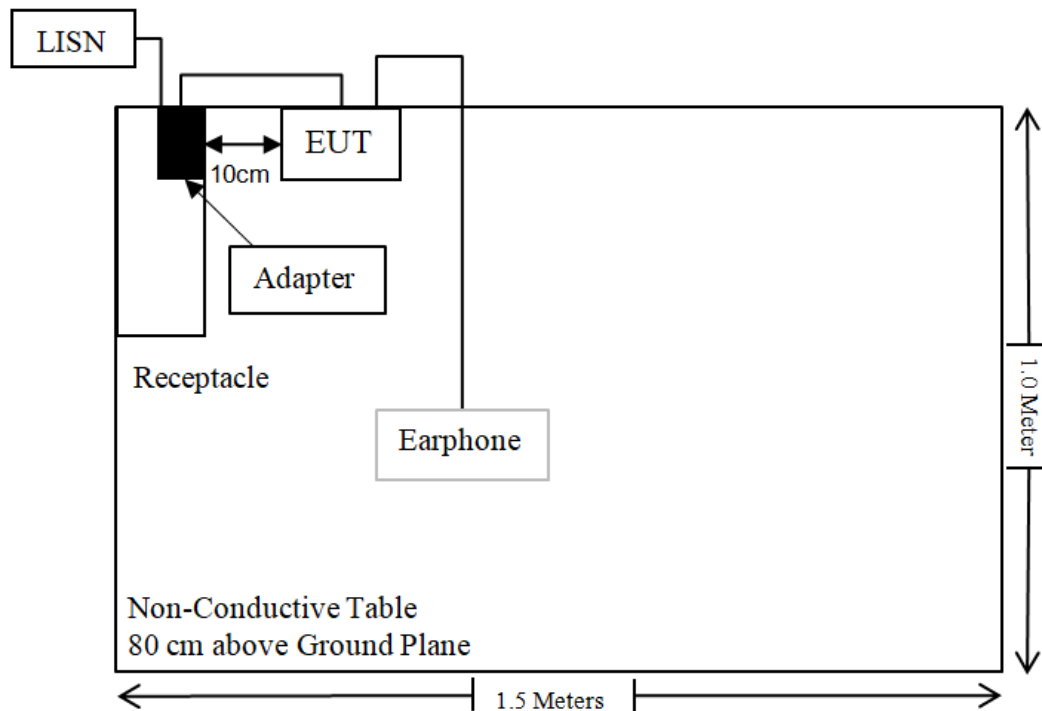 LISN
EUT
10cm
Adapter
Receptacle
1.0 Meter
Earphone
Non-Conductive Table
80 cm above Ground Plane
1.5 Meters